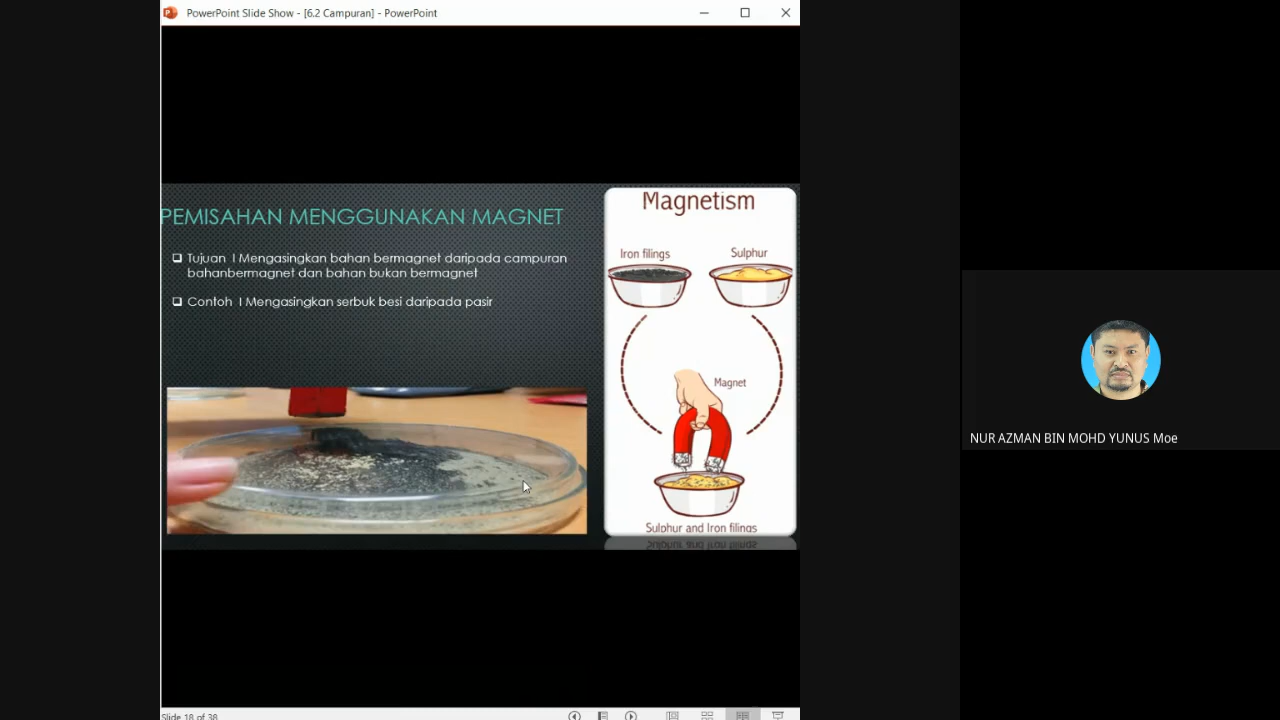 PowerPoint Slide Show - [6.2 Campuran] - PowerPoint
PEMISAHAN MENGGUNAKAN MAGNET
Tujuan I Mengasingkan bahan bermagnet daripada campuran
bahanbermagnet dan bahan bukan bermagnet
Contoh I Mengasingkan serbuk besi daripada pasir
Magnetism
Iron filings
Sulphur
Magnet
Sulphur and Iron filings
NUR AZMAN BIN MOHD YUNUS Moe
Slide 18 of 38